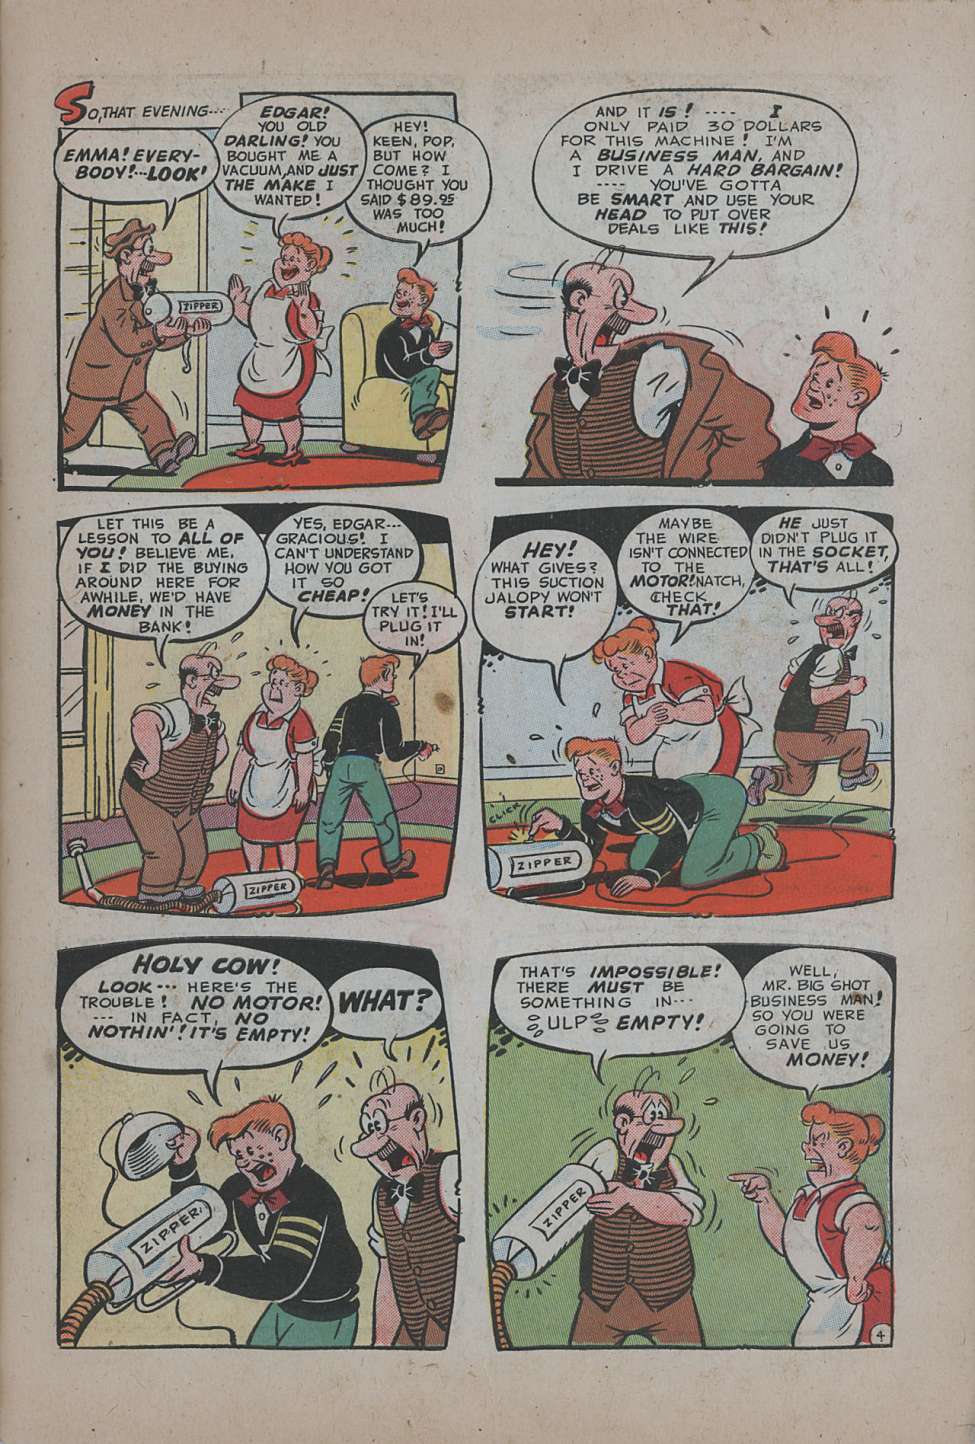 SO, THAT EVENING----
EMMA! EVERY-
BODY!--LOOK!
EDGAR!
YOU OLD
DARLING! YOU
BOUGHT ME A
VACUUM, AND JUST
THE MAKE I
WANTED!
HEY!
KEEN, POP,
BUT HOW
COME? I
THOUGHT YOU
SAID $89.95
WAS TOO
MUCH!
ZIPPER
AND IT IS! ---- I
ONLY PAID 30 DOLLARS
FOR THIS MACHINE! I'M
A BUSINESS MAN, AND
I DRIVE A HARD BARGAIN!
---- YOU'VE GOTTA
BE SMART AND USE YOUR
HEAD TO PUT OVER
DEALS LIKE THIS!
LET THIS BE A
LESSON TO ALL OF
YOU! BELIEVE ME,
IF I DID THE BUYING
AROUND HERE FOR
AWHILE, WE'D HAVE
MONEY IN THE
BANK!
YES, EDGAR---
GRACIOUS! I
CAN'T UNDERSTAND
HOW YOU GOT
IT SO
CHEAP!
LET'S
TRY IT! I'LL
PLUG IT
IN!
ZIPPER
HEY!
WHAT GIVES?
THIS SUCTION
JALOPY WON'T
START!
MAYBE
THE WIRE
ISN'T CONNECTED
TO THE
MOTOR! NATCH,
CHECK
THAT!
HE JUST
DIDN'T PLUG IT
IN THE SOCKET,
THAT'S ALL!
CLICK
ZIPPER
HOLY COW!
LOOK--- HERE'S THE
TROUBLE! NO MOTOR!
--- IN FACT, NO
NOTHIN'! IT'S EMPTY!
WHAT?
ZIPPER
THAT'S IMPOSSIBLE!
THERE MUST BE
SOMETHING IN---
ULP EMPTY!
WELL,
MR. BIG SHOT
BUSINESS MAN!
SO YOU WERE
GOING TO
SAVE US
MONEY!
ZIPPER
4